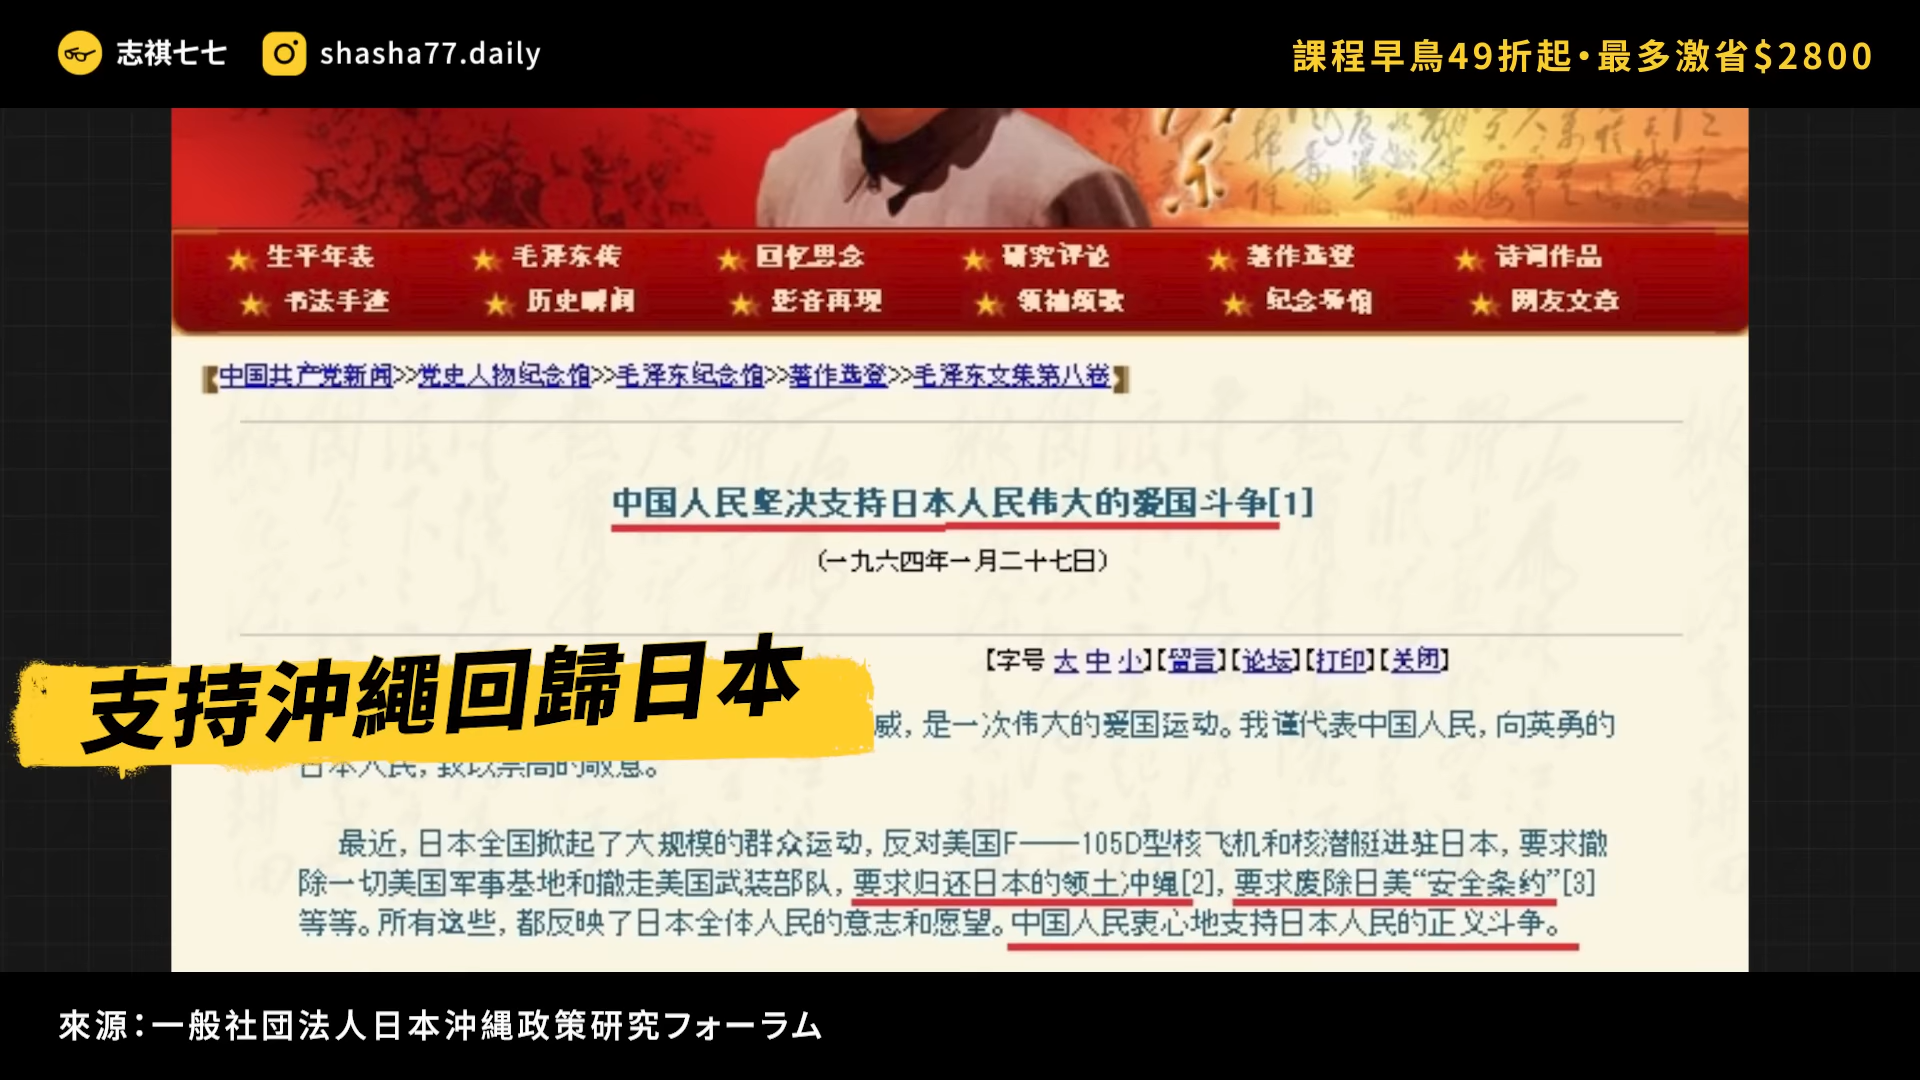 志祺七七 shasha77.daily
課程早鳥49折起•最多激省$2800
生平年表 毛泽东传 回忆思念 研究评论 著作选登 诗词作品
书法手迹 历史瞬间 影音再现 领袖颂歌 纪念场馆 网友文章
中国共产党新闻>>党史人物纪念馆>>毛泽东纪念馆>>著作选登>>毛泽东文集第八卷
中国人民坚决支持日本人民伟大的爱国斗争[1]
(一九六四年一月二十七日)
【字号 大 中 小】【留言】【论坛】【打印】【关闭】
支持沖繩回歸日本
威，是一次伟大的爱国运动。我谨代表中国人民，向英勇的
日本人民，致以崇高的敬意。
最近，日本全国掀起了大规模的群众运动，反对美国F——105D型核飞机和核潜艇进驻日本，要求撤
除一切美国军事基地和撤走美国武装部队，要求归还日本的领土冲绳[2]，要求废除日美“安全条约”[3]
等等。所有这些，都反映了日本全体人民的意志和愿望。中国人民衷心地支持日本人民的正义斗争。
來源：一般社団法人日本沖縄政策研究フォーラム